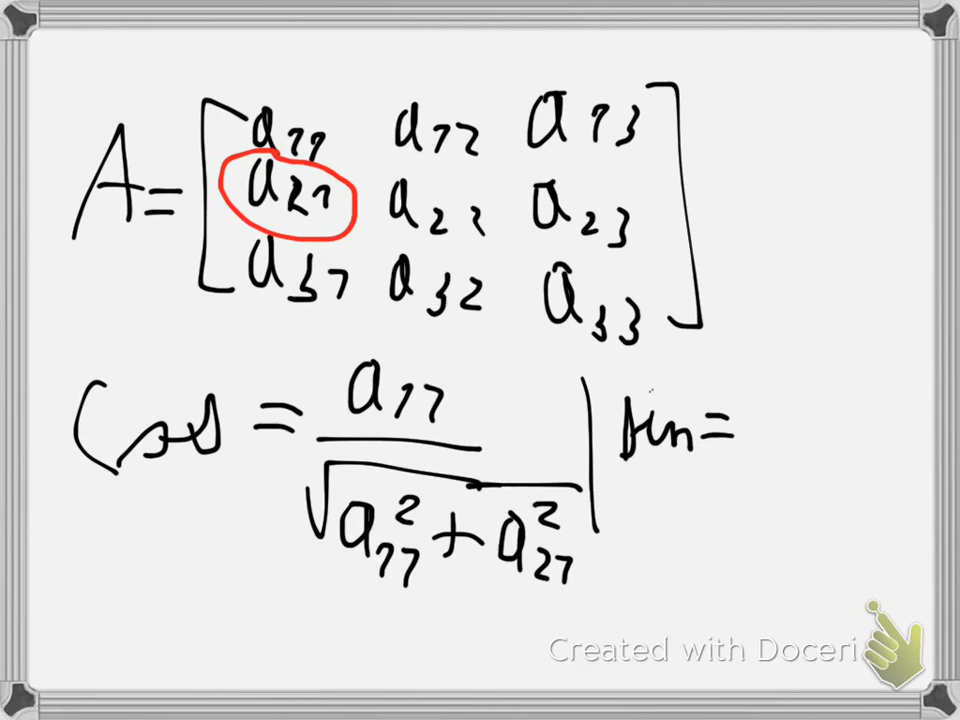 a₁₁ a₁₂ a₁₃
A = [ a₂₁ a₂₂ a₂₃ ]
a₃₁ a₃₂ a₃₃
Cos = a₁₁ / √(a₁₁² + a₂₁²) | sin =
Created with Doceri